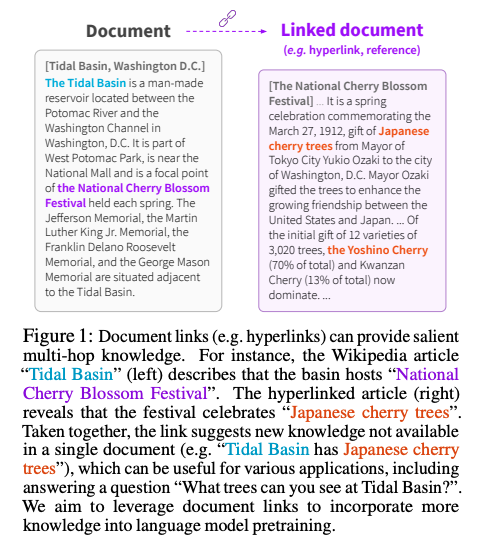 Document
Linked document
(e.g. hyperlink, reference)
[Tidal Basin, Washington D.C.]
The Tidal Basin is a man-made
reservoir located between the
Potomac River and the
Washington Channel in
Washington, D.C. It is part of
West Potomac Park, is near the
National Mall and is a focal point
of the National Cherry Blossom
Festival held each spring. The
Jefferson Memorial, the Martin
Luther King Jr. Memorial, the
Franklin Delano Roosevelt
Memorial, and the George Mason
Memorial are situated adjacent
to the Tidal Basin.
[The National Cherry Blossom
Festival] ... It is a spring
celebration commemorating the
March 27, 1912, gift of Japanese
cherry trees from Mayor of
Tokyo City Yukio Ozaki to the city
of Washington, D.C. Mayor Ozaki
gifted the trees to enhance the
growing friendship between the
United States and Japan. ... Of
the initial gift of 12 varieties of
3,020 trees, the Yoshino Cherry
(70% of total) and Kwanzan
Cherry (13% of total) now
dominate. ...
Figure 1: Document links (e.g. hyperlinks) can provide salient
multi-hop knowledge. For instance, the Wikipedia article
“Tidal Basin” (left) describes that the basin hosts “National
Cherry Blossom Festival”. The hyperlinked article (right)
reveals that the festival celebrates “Japanese cherry trees”.
Taken together, the link suggests new knowledge not available
in a single document (e.g. “Tidal Basin has Japanese cherry
trees”), which can be useful for various applications, including
answering a question “What trees can you see at Tidal Basin?”.
We aim to leverage document links to incorporate more
knowledge into language model pretraining.